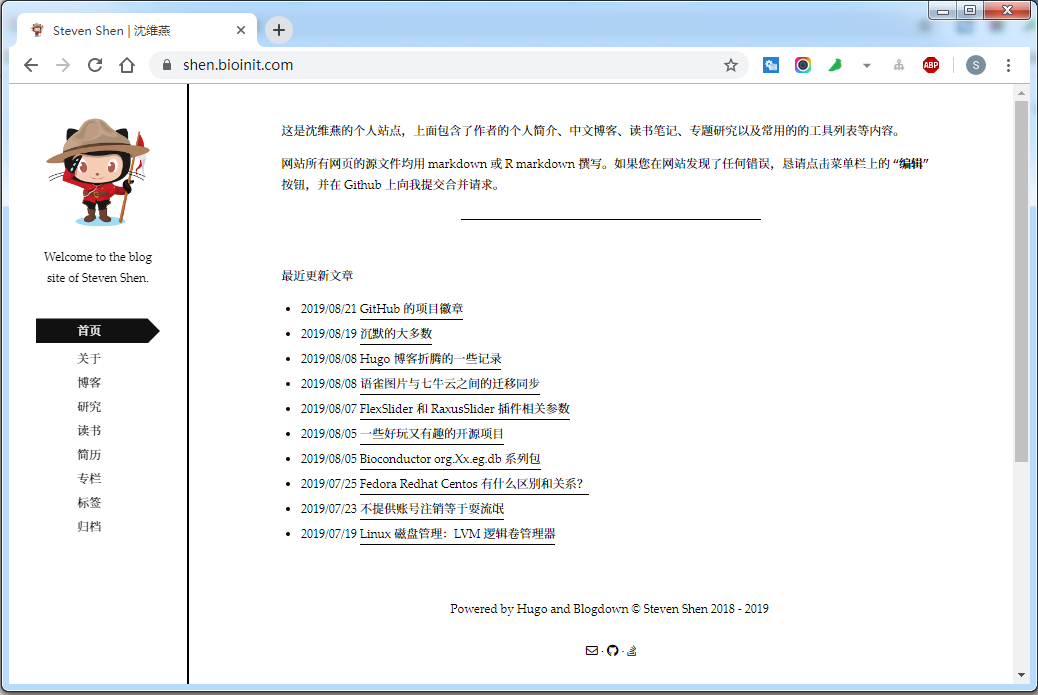 Steven Shen | 沈维燕
shen.bioinit.com
ABP
S
Welcome to the blog
site of Steven Shen.
首页
关于
博客
研究
读书
简历
专栏
标签
归档
这是沈维燕的个人站点，上面包含了作者的个人简介、中文博客、读书笔记、专题研究以及常用的的工具列表等内容。
网站所有网页的源文件均用 markdown 或 R markdown 撰写。如果您在网站发现了任何错误，恳请点击菜单栏上的 “编辑”
按钮，并在 Github 上向我提交合并请求。
最近更新文章
2019/08/21 GitHub 的项目徽章
2019/08/19 沉默的大多数
2019/08/08 Hugo 博客折腾的一些记录
2019/08/08 语雀图片与七牛云之间的迁移同步
2019/08/07 FlexSlider 和 RaxusSlider 插件相关参数
2019/08/05 一些好玩又有趣的开源项目
2019/08/05 Bioconductor org.Xx.eg.db 系列包
2019/07/25 Fedora Redhat Centos 有什么区别和关系？
2019/07/23 不提供账号注销等于耍流氓
2019/07/19 Linux 磁盘管理：LVM 逻辑卷管理器
Powered by Hugo and Blogdown © Steven Shen 2018 - 2019